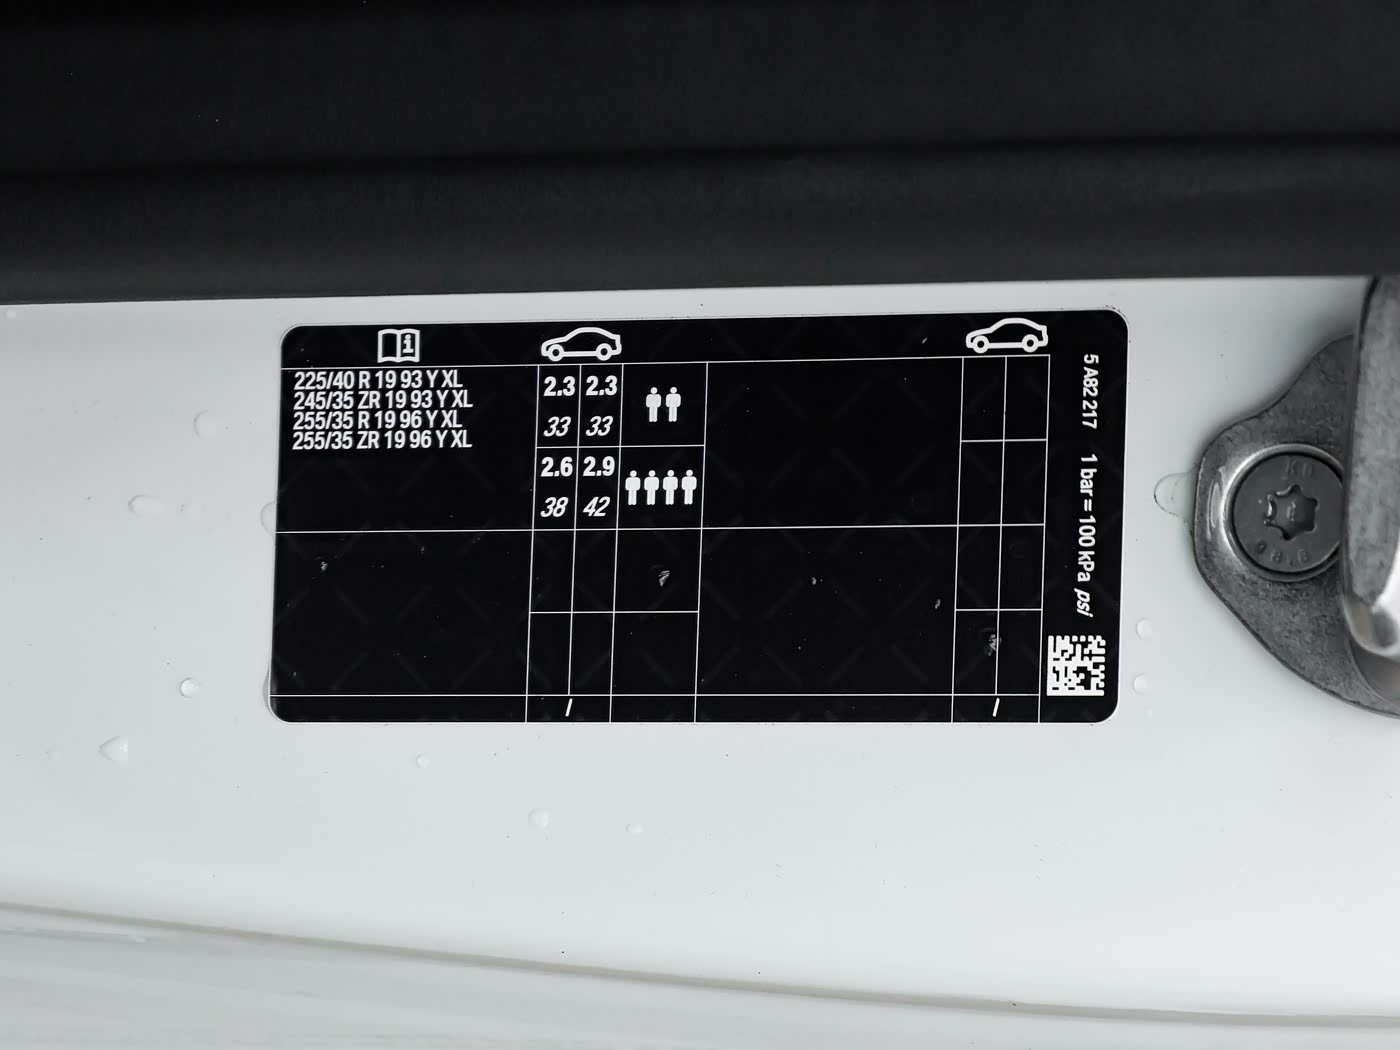 225/40 R 19 93 Y XL
245/35 ZR 19 93 Y XL
255/35 R 19 96 Y XL
255/35 ZR 19 96 Y XL
2.3 2.3
33 33
2.6 2.9
38 42
/
/
5 A82 217 1 bar = 100 kPa psi